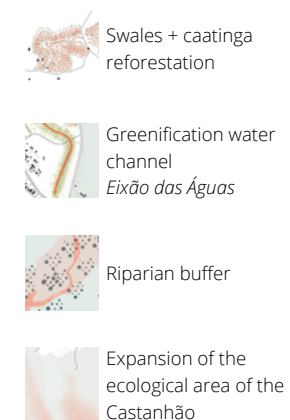 Swales + caatinga
reforestation
Greenification water
channel
Eixão das Águas
Riparian buffer
Expansion of the
ecological area of the
Castanhão